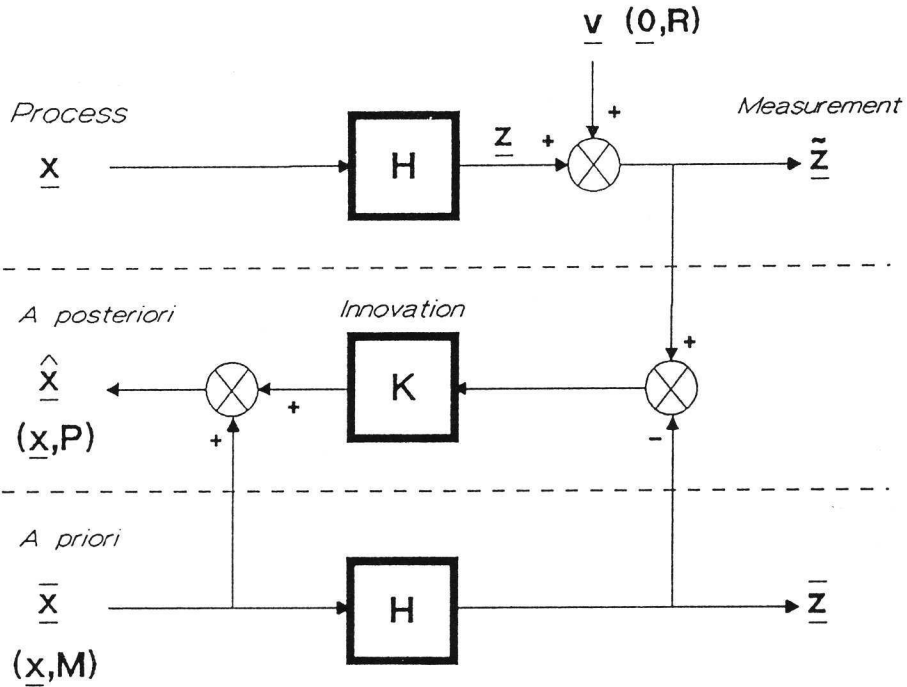 v (0,R)
+
Process
Measurement
x
H
z
+
z̃
A posteriori
Innovation
+
x̂
K
+
(x,P)
+
-
A priori
x̄
H
z̄
(x,M)